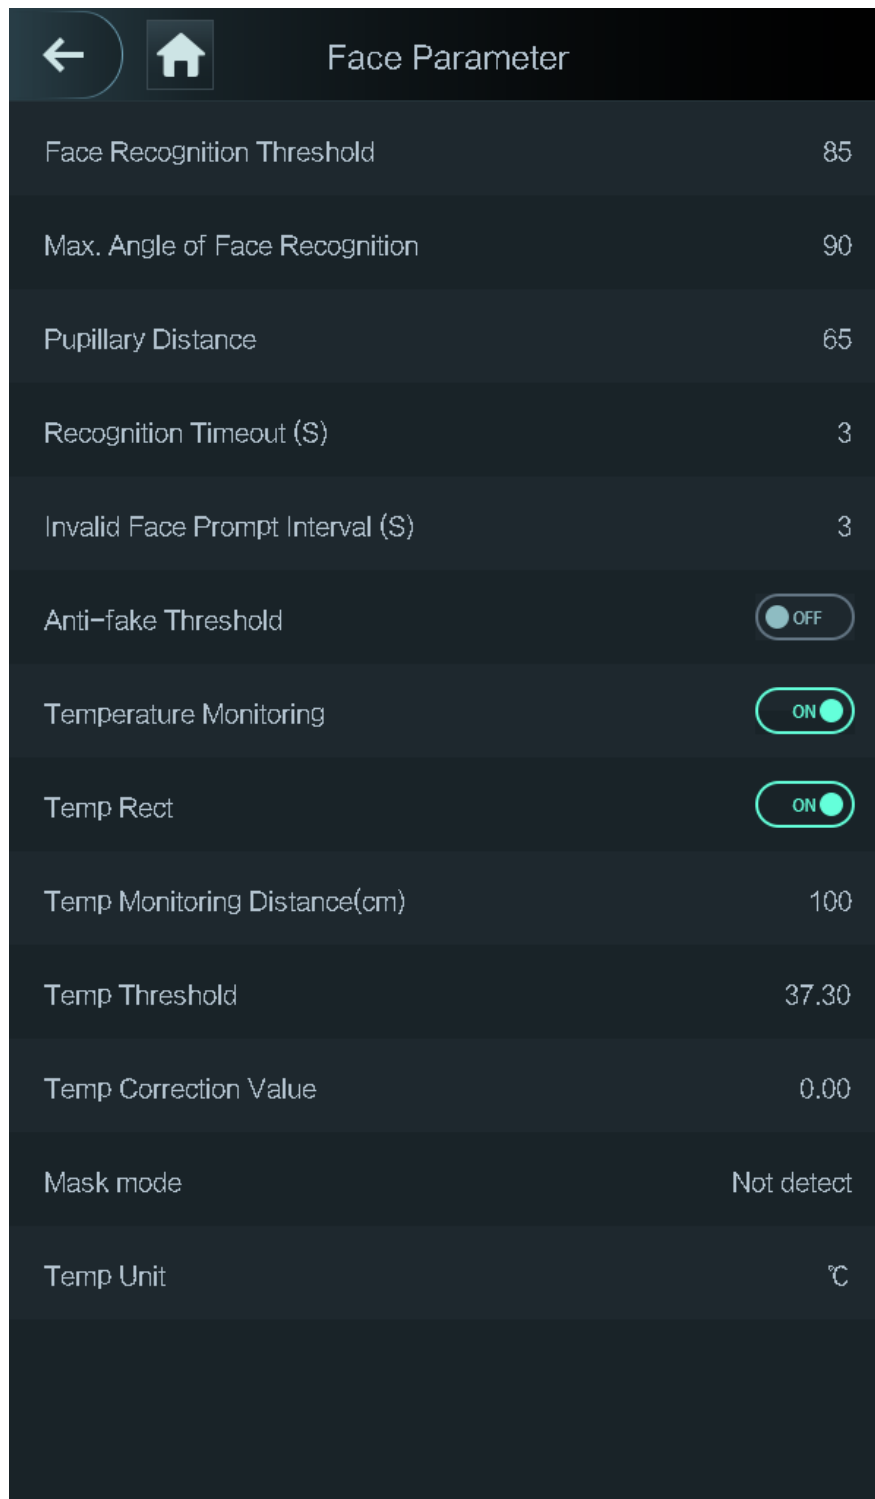 Face Parameter
Face Recognition Threshold 85
Max. Angle of Face Recognition 90
Pupillary Distance 65
Recognition Timeout (S) 3
Invalid Face Prompt Interval (S) 3
Anti-fake Threshold OFF
Temperature Monitoring ON
Temp Rect ON
Temp Monitoring Distance(cm) 100
Temp Threshold 37.30
Temp Correction Value 0.00
Mask mode Not detect
Temp Unit ℃